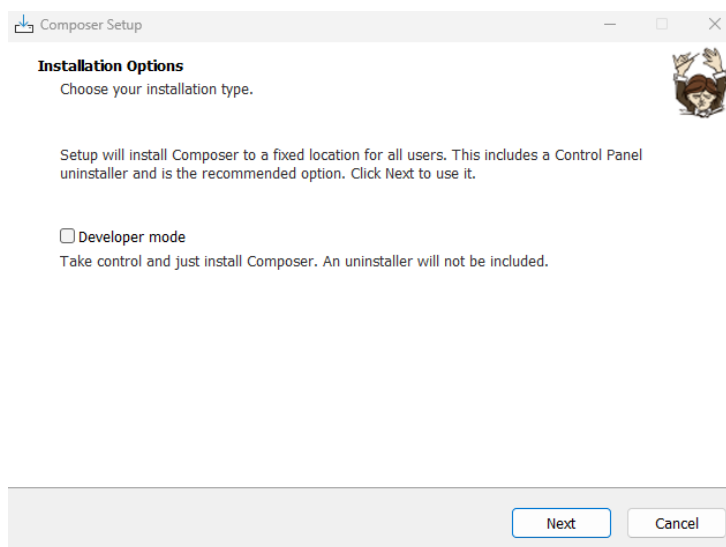 Composer Setup
Installation Options
Choose your installation type.
Setup will install Composer to a fixed location for all users. This includes a Control Panel
uninstaller and is the recommended option. Click Next to use it.
Developer mode
Take control and just install Composer. An uninstaller will not be included.
Next
Cancel